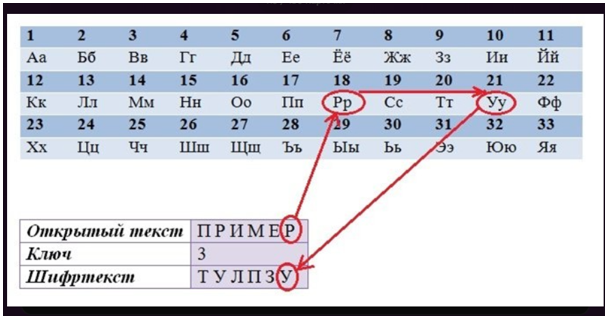 1 2 3 4 5 6 7 8 9 10 11
Аа Бб Вв Гг Дд Ее Ёё Жж Зз Ии Йй
12 13 14 15 16 17 18 19 20 21 22
Кк Лл Мм Нн Оо Пп Рр Сс Тт Уу Фф
23 24 25 26 27 28 29 30 31 32 33
Хх Цц Чч Шш Щщ Ъъ Ыы Ьь Ээ Юю Яя
Открытый текст П Р И М Е Р
Ключ 3
Шифртекст Т У Л П З У